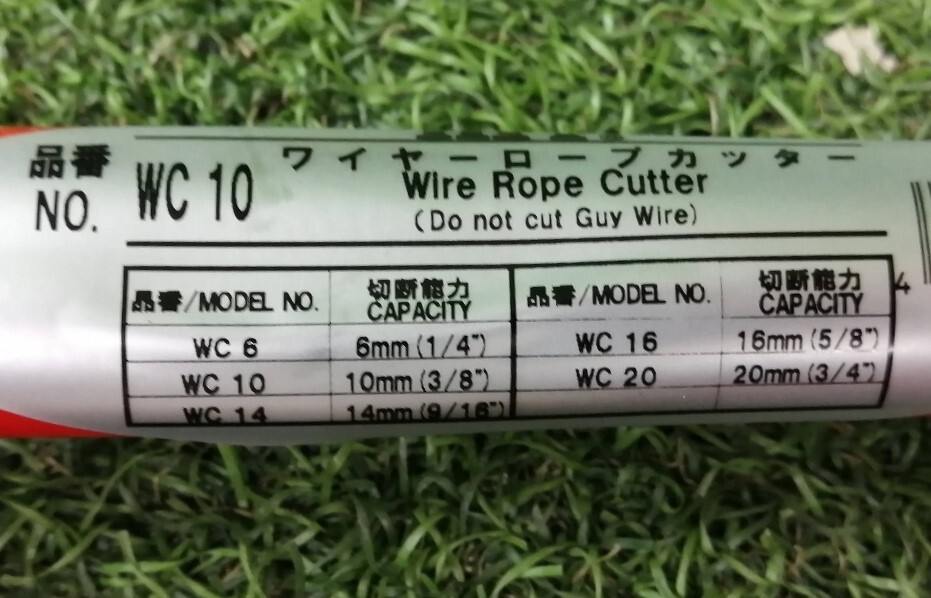 品番
NO.
WC 10
ワイヤーロープカッター
Wire Rope Cutter
(Do not cut Guy Wire)
品番/MODEL NO. 切断能力 CAPACITY 品番/MODEL NO. 切断能力 CAPACITY
WC 6 6mm (1/4") WC 16 16mm (5/8")
WC 10 10mm (3/8") WC 20 20mm (3/4")
WC 14 14mm (9/16")
4